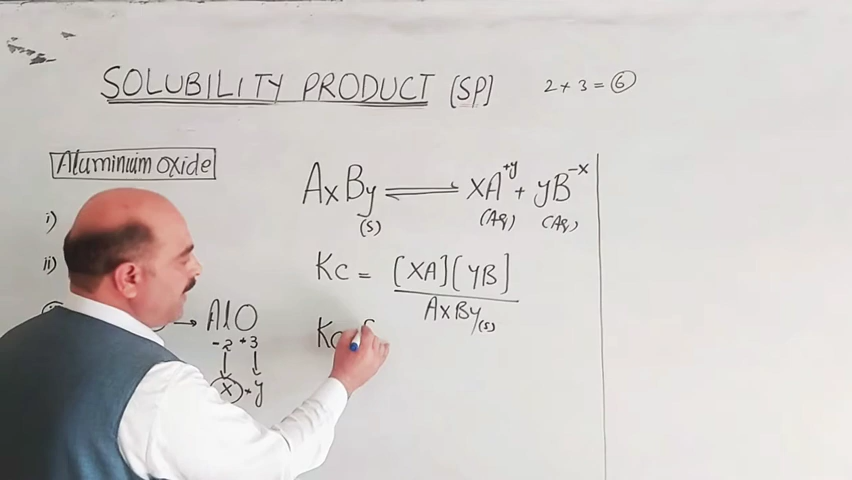 SOLUBILITY PRODUCT [SP]
2 + 3 = 6
Aluminium oxide
i)
ii)
→ AlO
-2 +3
x + y
AxBy ⇌ xA+y + yB-x
(s) (Aq) (Aq)
Kc = [XA][YB]
AxBy(s)
Kc